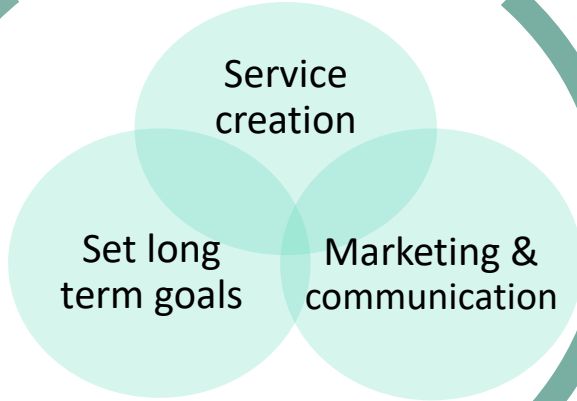 Service
creation
Set long
term goals
Marketing &
communication